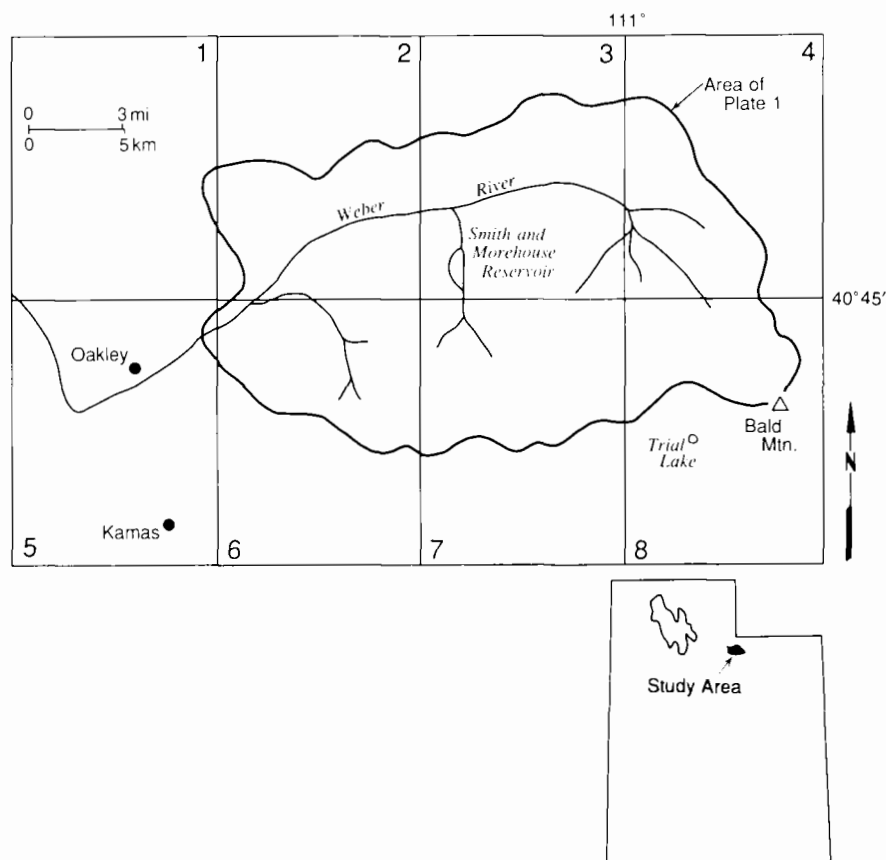 111°
1
2
3
4
Area of
Plate 1
0 3 mi
0 5 km
River
Weber
Smith and
Morehouse
Reservoir
40°45'
Oakley
Bald
Mtn.
Trial
Lake
N
Kamas
5
6
7
8
Study Area